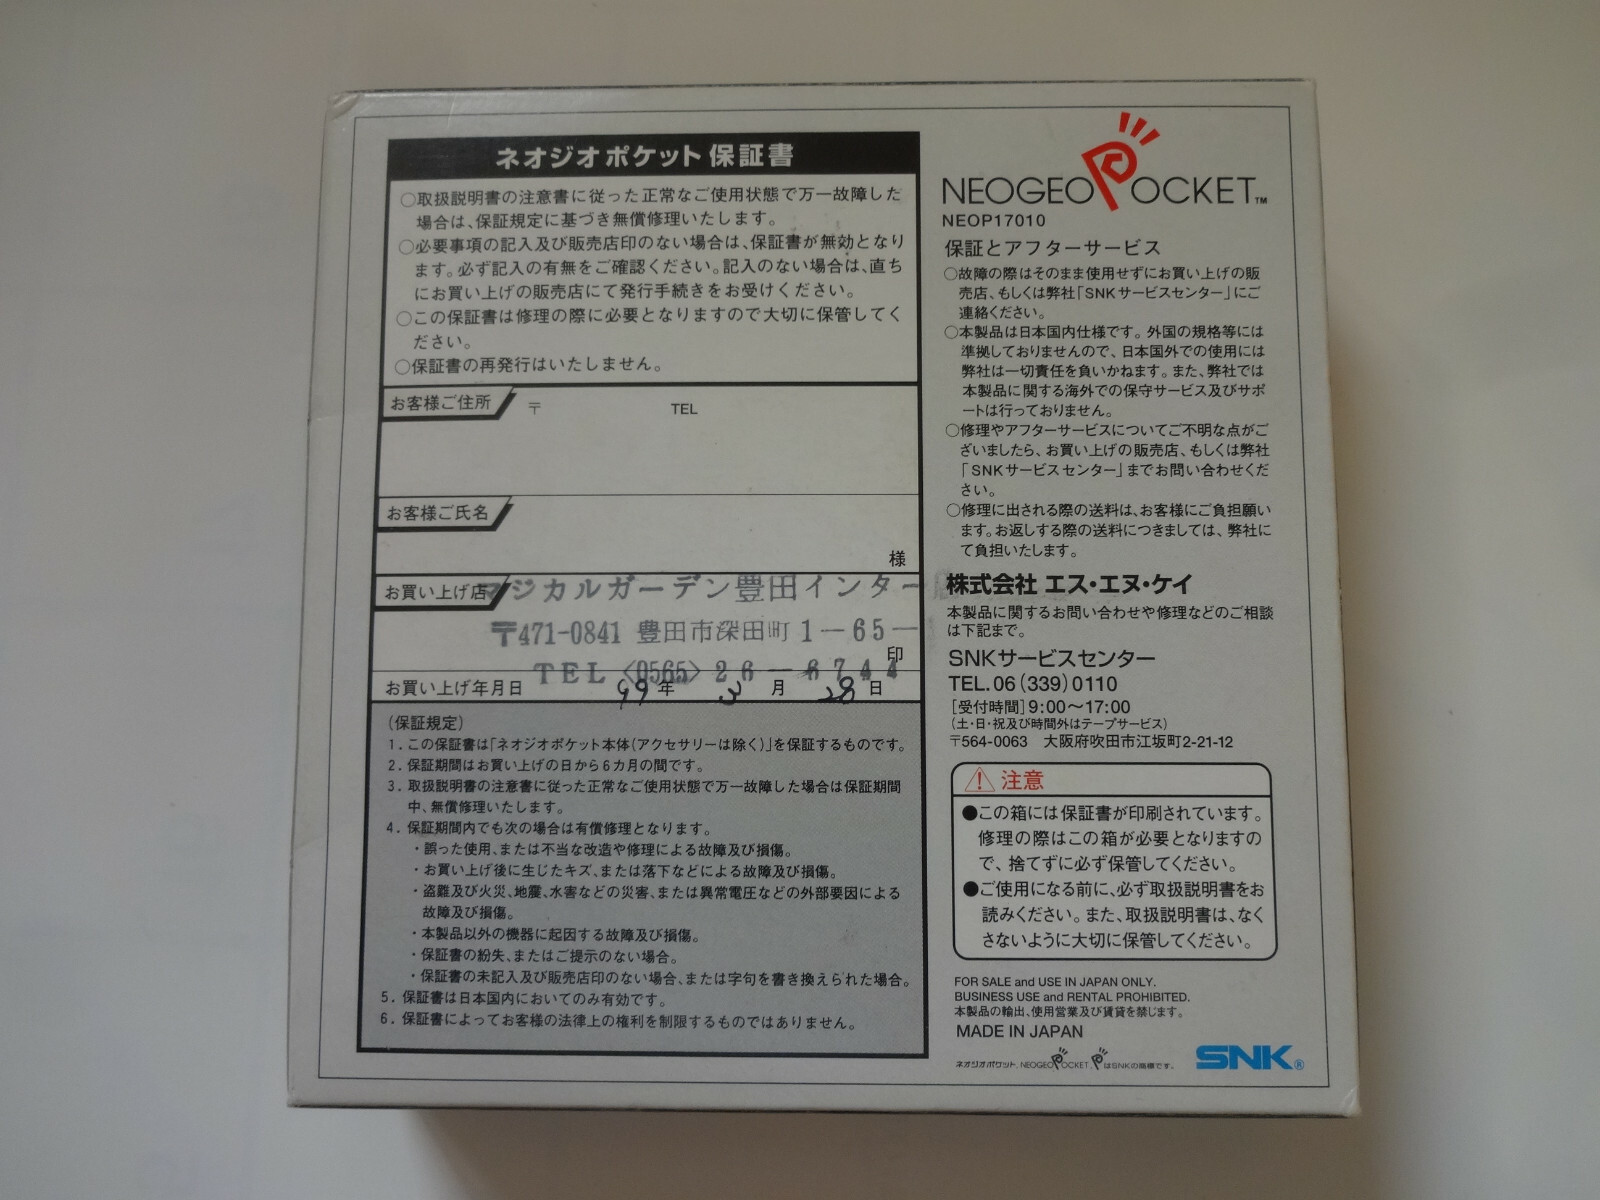 ネオジオポケット 保証書
○取扱説明書の注意書に従った正常なご使用状態で万一故障した
場合は、保証規定に基づき無償修理いたします。
○必要事項の記入及び販売店印のない場合は、保証書が無効となり
ます。必ず記入の有無をご確認ください。記入のない場合は、直ち
にお買い上げの販売店にて発行手続きをお受けください。
○この保証書は修理の際に必要となりますので大切に保管してく
ださい。
○保証書の再発行はいたしません。
お客様ご住所 〒 TEL
お客様ご氏名
様
お買い上げ店 マジカルガーデン豊田インター店
〒471-0841 豊田市深田町1-65-
印
TEL <0565> 26-8744
お買い上げ年月日 99年 3月 28日
(保証規定)
1. この保証書は「ネオジオポケット本体(アクセサリーは除く)」を保証するものです。
2. 保証期間はお買い上げの日から6カ月の間です。
3. 取扱説明書の注意書に従った正常なご使用状態で万一故障した場合は保証期間
中、無償修理いたします。
4. 保証期間内でも次の場合は有償修理となります。
・誤った使用、または不当な改造や修理による故障及び損傷。
・お買い上げ後に生じたキズ、または落下などによる故障及び損傷。
・盗難及び火災、地震、水害などの災害、または異常電圧などの外部要因による
故障及び損傷。
・本製品以外の機器に起因する故障及び損傷。
・保証書の紛失、またはご提示のない場合。
・保証書の未記入及び販売店印のない場合、または字句を書き換えられた場合。
5. 保証書は日本国内においてのみ有効です。
6. 保証書によってお客様の法律上の権利を制限するものではありません。
NEOGEO POCKET™
NEOP17010
保証とアフターサービス
○故障の際はそのまま使用せずにお買い上げの販
売店、もしくは弊社「SNKサービスセンター」にご
連絡ください。
○本製品は日本国内仕様です。外国の規格等には
準拠しておりませんので、日本国外での使用には
弊社は一切責任を負いかねます。また、弊社では
本製品に関する海外での保守サービス及びサポ
ートは行っておりません。
○修理やアフターサービスについてご不明な点がご
ざいましたら、お買い上げの販売店、もしくは弊社
「SNKサービスセンター」までお問い合わせくだ
さい。
○修理に出される際の送料は、お客様にご負担願い
ます。お返しする際の送料につきましては、弊社に
て負担いたします。
株式会社 エス・エヌ・ケイ
本製品に関するお問い合わせや修理などのご相談
は下記まで。
SNKサービスセンター
TEL.06(339)0110
[受付時間]9:00〜17:00
(土・日・祝及び時間外はテープサービス)
〒564-0063 大阪府吹田市江坂町2-21-12
注意
●この箱には保証書が印刷されています。
修理の際はこの箱が必要となりますの
で、捨てずに必ず保管してください。
●ご使用になる前に、必ず取扱説明書をお
読みください。また、取扱説明書は、なく
さないように大切に保管してください。
FOR SALE and USE IN JAPAN ONLY.
BUSINESS USE and RENTAL PROHIBITED.
本製品の輸出、使用営業及び賃貸を禁じます。
MADE IN JAPAN
ネオジオポケット、NEOGEO POCKET、PはSNKの商標です。
SNK®